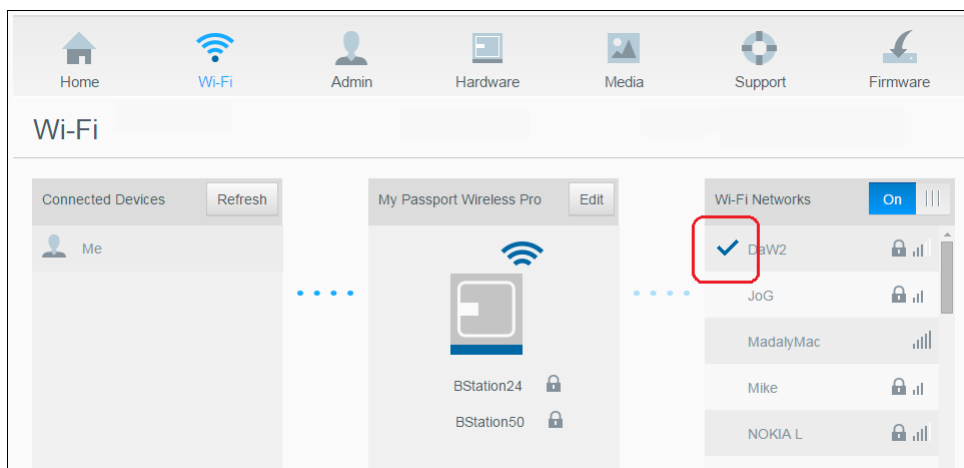 Home Wi-Fi Admin Hardware Media Support Firmware
Wi-Fi
Connected Devices Refresh
Me
My Passport Wireless Pro Edit
BStation24
BStation50
Wi-Fi Networks On
DaW2
JoG
MadalyMac
Mike
NOKIA L